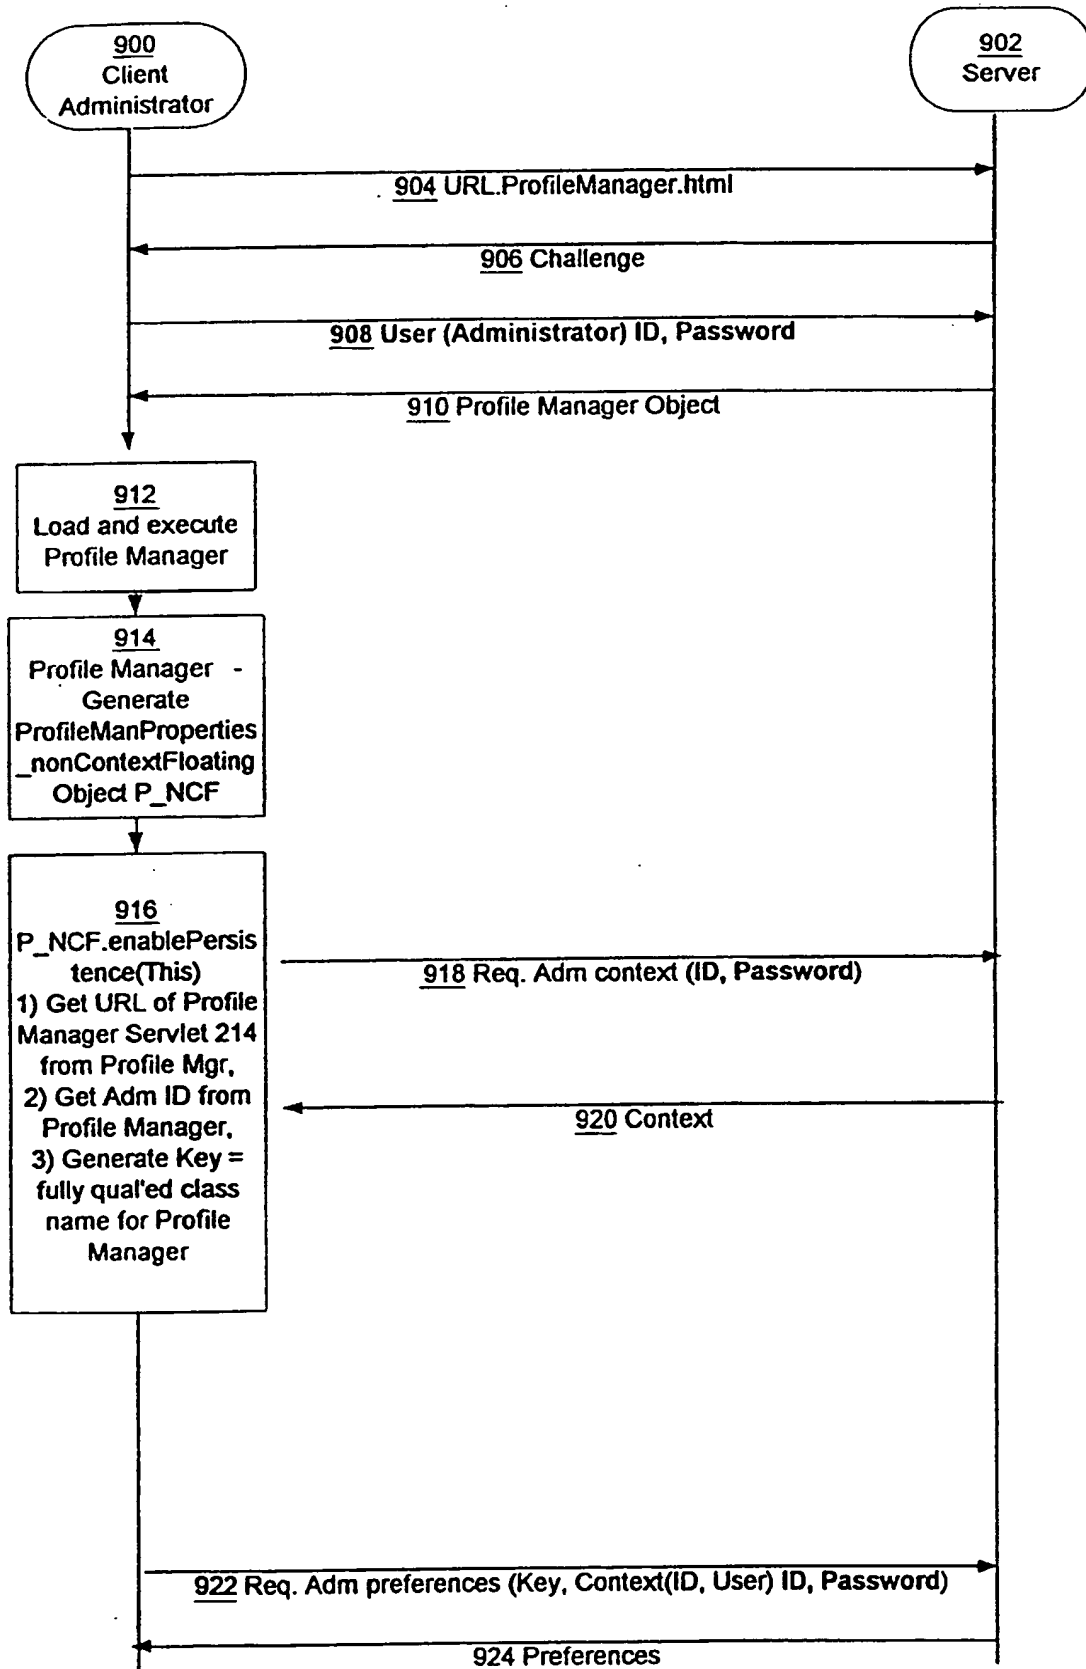 900
Client
Administrator
902
Server
904 URL.ProfileManager.html
906 Challenge
908 User (Administrator) ID, Password
910 Profile Manager Object
912
Load and execute
Profile Manager
914
Profile Manager -
Generate
ProfileManProperties
_nonContextFloating
Object P_NCF
916
P_NCF.enablePersis
tence(This)
1) Get URL of Profile
Manager Servlet 214
from Profile Mgr,
2) Get Adm ID from
Profile Manager,
3) Generate Key =
fully qual'ed class
name for Profile
Manager
918 Req. Adm context (ID, Password)
920 Context
922 Req. Adm preferences (Key, Context(ID, User) ID, Password)
924 Preferences